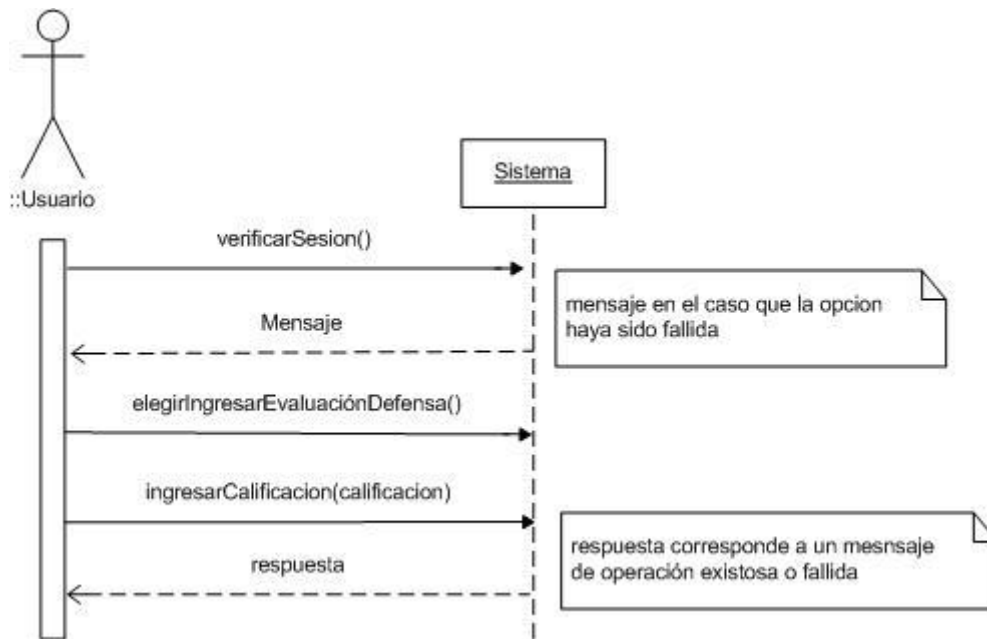 Sistema
::Usuario
verificarSesion()
mensaje en el caso que la opcion
haya sido fallida
Mensaje
elegirIngresarEvaluaciónDefensa()
ingresarCalificacion(calificacion)
respuesta corresponde a un mesnsaje
de operación existosa o fallida
respuesta